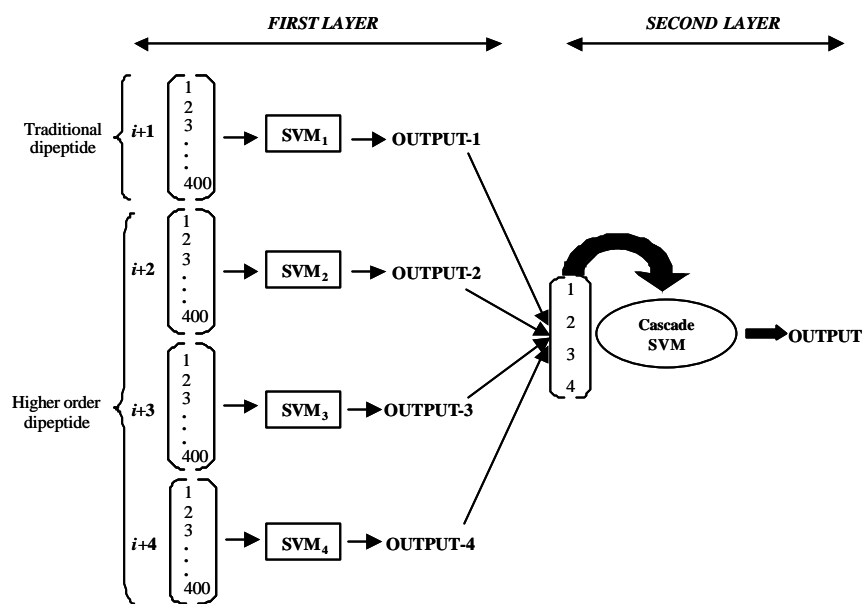 FIRST LAYER
SECOND LAYER
Traditional
dipeptide
i+1
1
2
3
.
.
.
400
SVM1
OUTPUT-1
Higher order
dipeptide
i+2
1
2
3
.
.
.
400
SVM2
OUTPUT-2
i+3
1
2
3
.
.
.
400
SVM3
OUTPUT-3
i+4
1
2
3
.
.
.
400
SVM4
OUTPUT-4
1
2
3
4
Cascade
SVM
OUTPUT